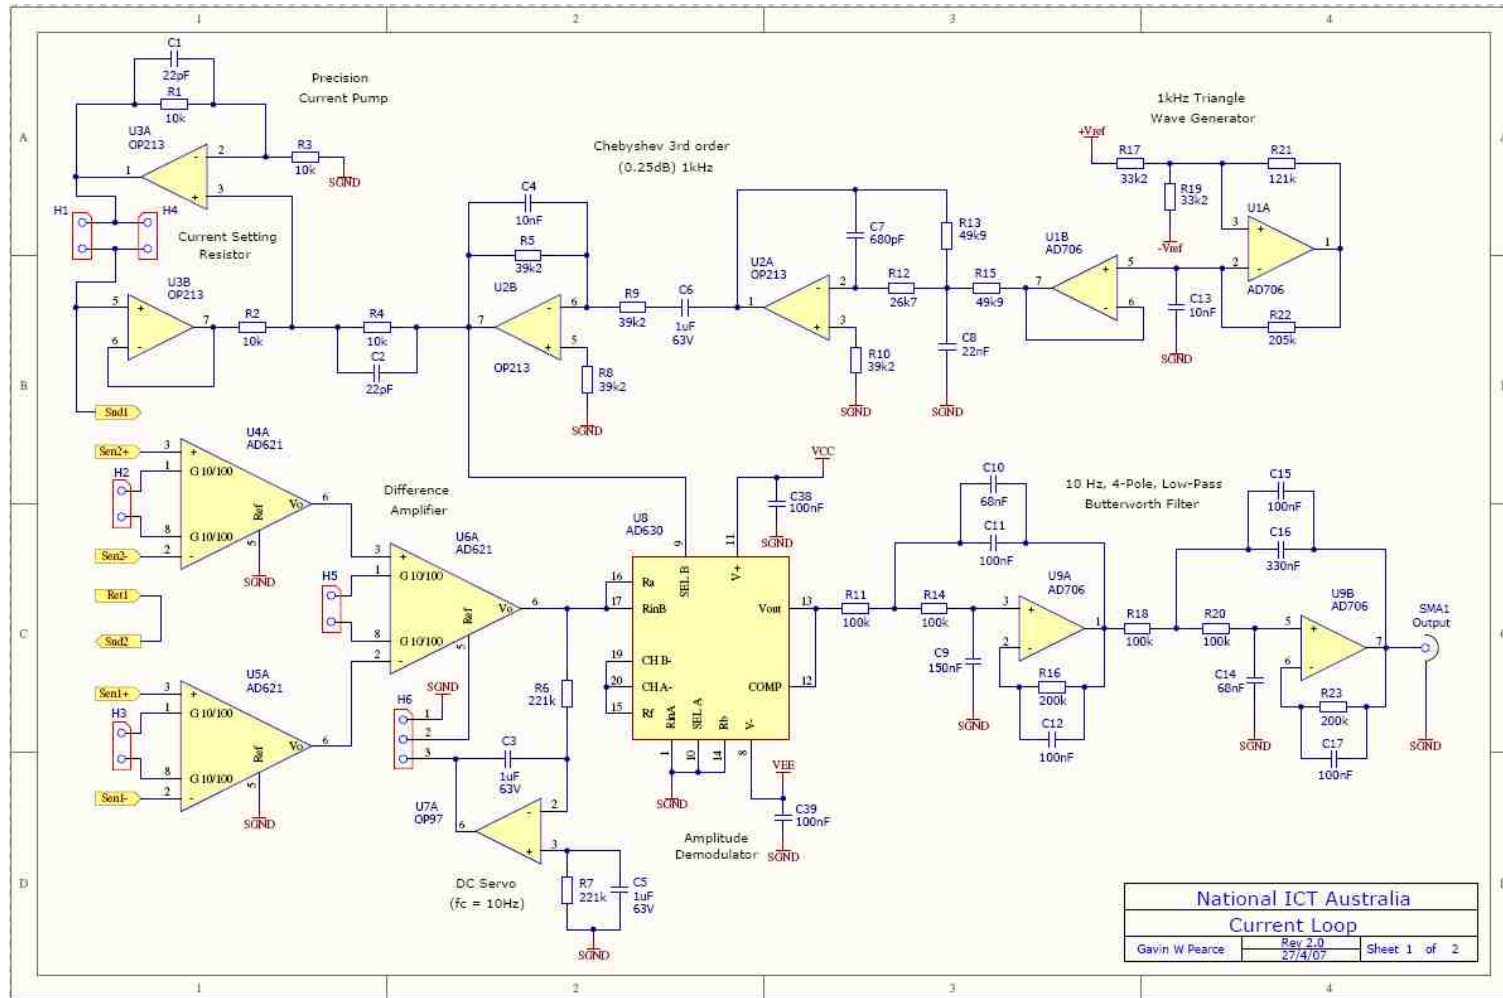 1 2 3 4
A
B
C
D
C1
22pF
R1
10k
U3A
OP213
1
2
3
R3
10k
SGND
Precision
Current Pump
H1
H4
Current Setting
Resistor
U3B
OP213
5
6
7
R2
10k
R4
10k
C2
22pF
Snd1
Chebyshev 3rd order
(0.25dB) 1kHz
C4
10nF
R5
39k2
U2B
OP213
7
6
5
R8
39k2
SGND
R9
39k2
C6
1uF
63V
U2A
OP213
1
2
3
R10
39k2
SGND
C7
680pF
R12
26k7
R13
49k9
R15
49k9
C8
22nF
SGND
U1B
AD706
7
5
6
1kHz Triangle
Wave Generator
+Vref
R17
33k2
R19
33k2
-Vref
R21
121k
U1A
AD706
3
2
1
C13
10nF
SGND
R22
205k
Sen2+
H2
Sen2-
U4A
AD621
3
1
8
2
+
G 10/100
G 10/100
-
Ref
Vo
6
5
SGND
Ret1
Snd2
Sen1+
H3
Sen1-
U5A
AD621
3
1
8
2
+
G 10/100
G 10/100
-
Ref
Vo
6
5
SGND
Difference
Amplifier
U6A
AD621
H5
3
1
8
2
+
G 10/100
G 10/100
-
Ref
Vo
6
5
SGND
H6
1
2
3
R6
221k
C3
1uF
63V
U7A
OP97
6
2
3
R7
221k
C5
1uF
63V
SGND
DC Servo
(fc = 10Hz)
U8
AD630
9
SEL B
11
V+
VCC
C38
100nF
SGND
16 Ra
17 RinB
19 CH B-
20 CH A-
15 Rf
Vout 13
COMP 12
RinA
SEL A
Rb
V-
1
10
14
8
SGND
VEE
C39
100nF
SGND
Amplitude
Demodulator
10 Hz, 4-Pole, Low-Pass
Butterworth Filter
C10
68nF
C11
100nF
R11
100k
R14
100k
C9
150nF
SGND
U9A
AD706
3
2
1
R16
200k
C12
100nF
C15
100nF
C16
330nF
R18
100k
R20
100k
C14
68nF
SGND
U9B
AD706
5
6
7
R23
200k
C17
100nF
SMA1
Output
SGND
National ICT Australia
Current Loop
Gavin W Pearce
Rev 2.0
27/4/07
Sheet 1 of 2
1 2 3 4